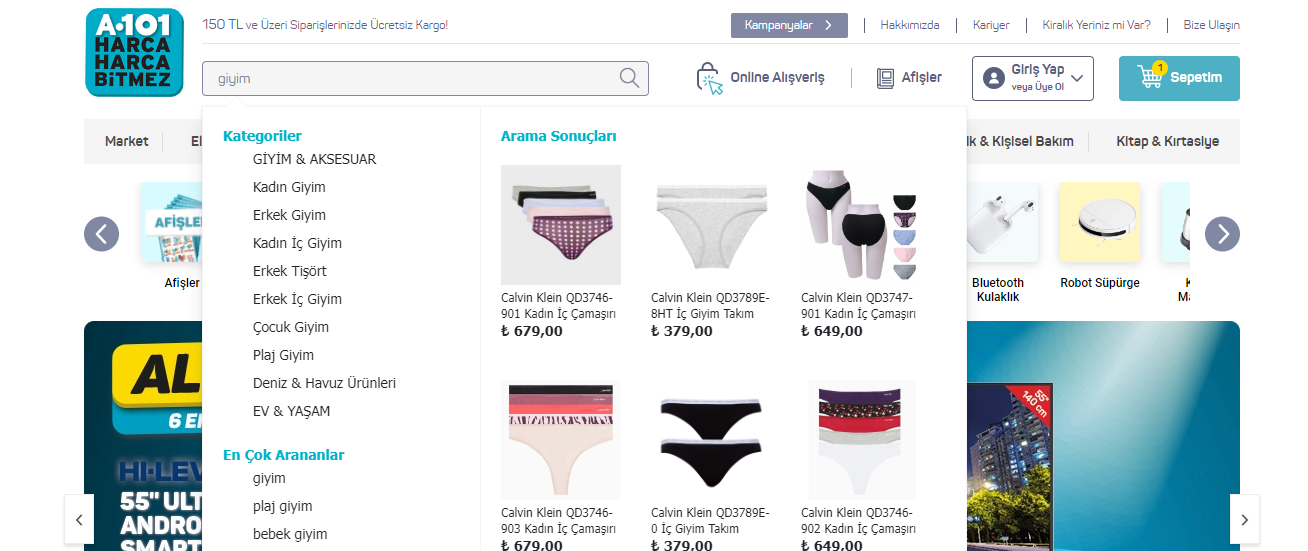 A·101
HARCA
HARCA
BİTMEZ
150 TL ve Üzeri Siparişlerinizde Ücretsiz Kargo!
Kampanyalar
Hakkımızda
Kariyer
Kiralık Yeriniz mi Var?
Bize Ulaşın
giyim
Online Alışveriş
Afişler
Giriş Yap
veya Üye Ol
1
Sepetim
Market
El
ik & Kişisel Bakım
Kitap & Kırtasiye
Kategoriler
GİYİM & AKSESUAR
Kadın Giyim
Erkek Giyim
Kadın İç Giyim
Erkek Tişört
Erkek İç Giyim
Çocuk Giyim
Plaj Giyim
Deniz & Havuz Ürünleri
EV & YAŞAM
En Çok Arananlar
giyim
plaj giyim
bebek giyim
Arama Sonuçları
Calvin Klein QD3746-
901 Kadın İç Çamaşırı
₺ 679,00
Calvin Klein QD3789E-
8HT İç Giyim Takım
₺ 379,00
Calvin Klein QD3747-
901 Kadın İç Çamaşırı
₺ 649,00
Calvin Klein QD3746-
903 Kadın İç Çamaşırı
₺ 679,00
Calvin Klein QD3789E-
0 İç Giyim Takım
₺ 379,00
Calvin Klein QD3746-
902 Kadın İç Çamaşırı
₺ 649,00
AFİŞLE
Afişler
Bluetooth
Kulaklık
Robot Süpürge
K
Ma
AL
6 E
HI-LEV
55" ULT
ANDRO
SMART
55"
140 cm